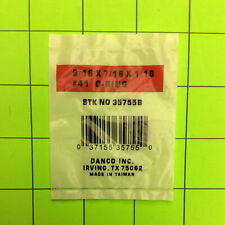 9/16 X 7/16 X 1/16
#41 O-RING
STK NO 35755B
0 37155 35755 0
DANCO INC.
IRVING, TX 75062
MADE IN TAIWAN